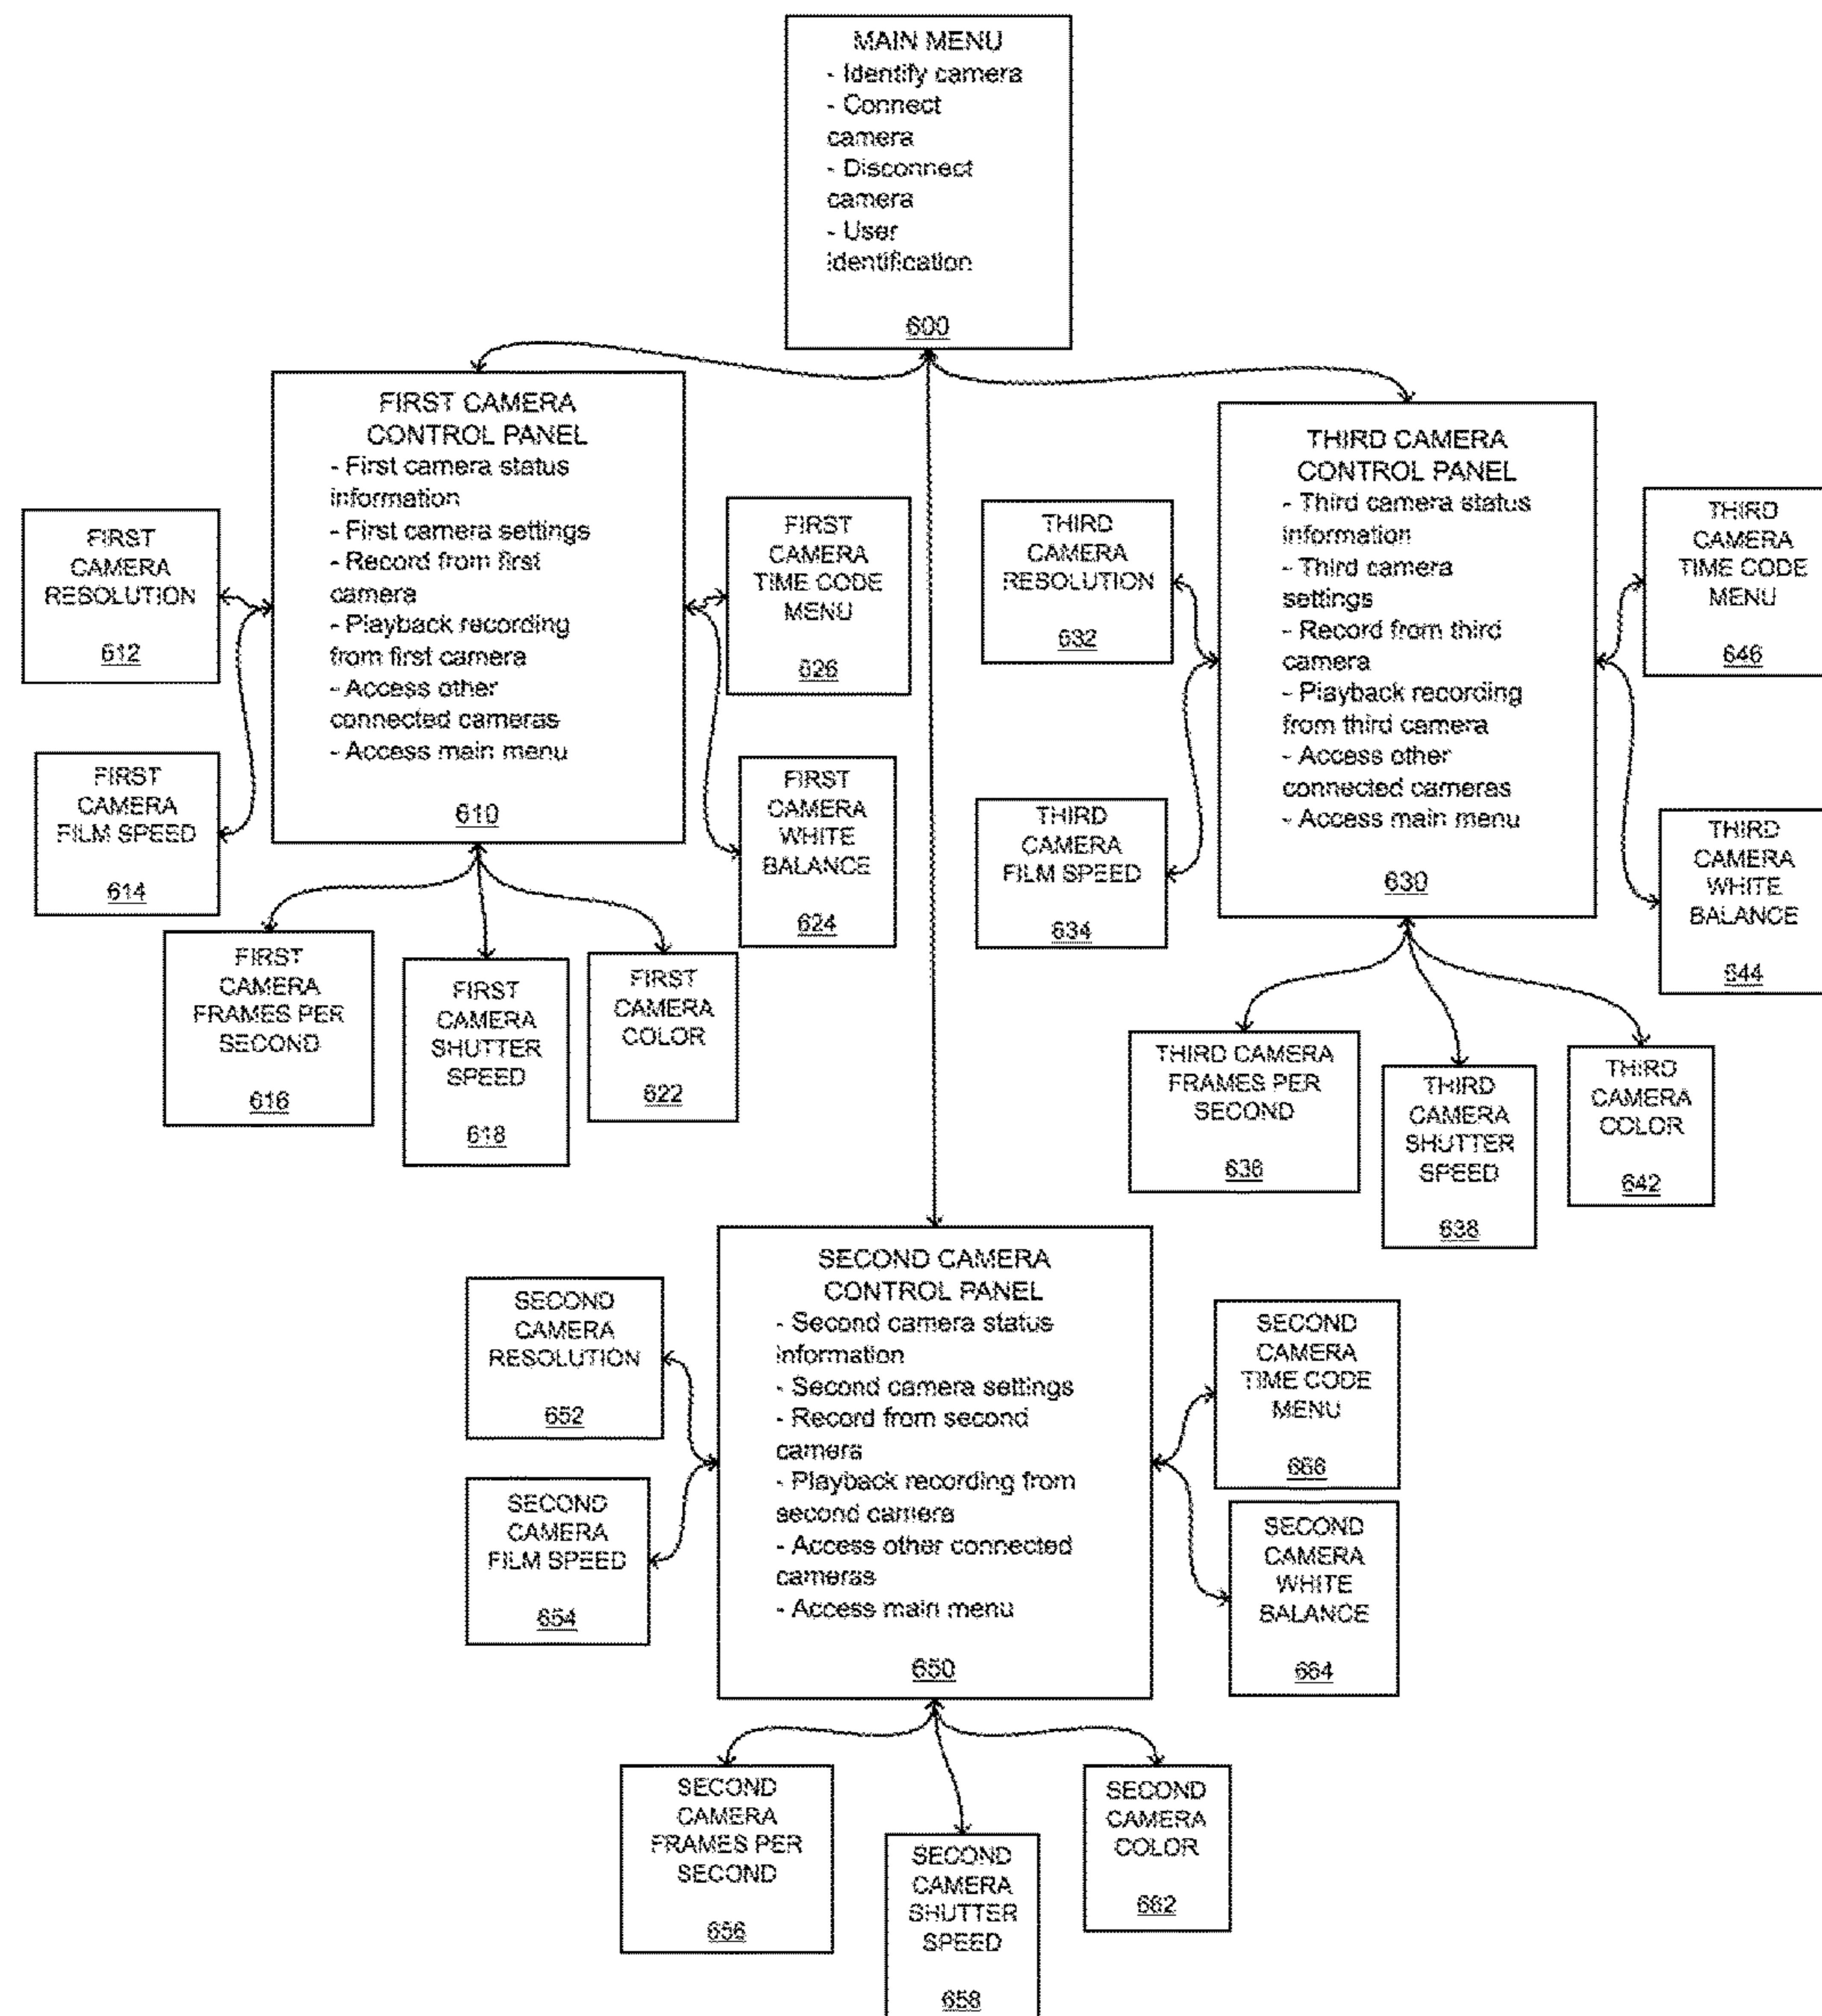 MAIN MENU
- Identify camera
- Connect
camera
- Disconnect
camera
- User
identification
600
FIRST CAMERA
CONTROL PANEL
- First camera status
information
- First camera settings
- Record from first
camera
- Playback recording
from first camera
- Access other
connected cameras
- Access main menu
610
FIRST
CAMERA
RESOLUTION
612
FIRST
CAMERA
FILM SPEED
614
FIRST
CAMERA
FRAMES PER
SECOND
616
FIRST
CAMERA
SHUTTER
SPEED
618
FIRST
CAMERA
COLOR
622
FIRST
CAMERA
WHITE
BALANCE
624
FIRST
CAMERA
TIME CODE
MENU
626
THIRD CAMERA
CONTROL PANEL
- Third camera status
information
- Third camera
settings
- Record from third
camera
- Playback recording
from third camera
- Access other
connected cameras
- Access main menu
630
THIRD
CAMERA
RESOLUTION
632
THIRD
CAMERA
FILM SPEED
634
THIRD CAMERA
FRAMES PER
SECOND
636
THIRD
CAMERA
SHUTTER
SPEED
638
THIRD
CAMERA
COLOR
642
THIRD
CAMERA
WHITE
BALANCE
644
THIRD
CAMERA
TIME CODE
MENU
646
SECOND CAMERA
CONTROL PANEL
- Second camera status
information
- Second camera settings
- Record from second
camera
- Playback recording from
second camera
- Access other connected
cameras
- Access main menu
650
SECOND
CAMERA
RESOLUTION
652
SECOND
CAMERA
FILM SPEED
654
SECOND
CAMERA
FRAMES PER
SECOND
656
SECOND
CAMERA
SHUTTER
SPEED
658
SECOND
CAMERA
COLOR
662
SECOND
CAMERA
WHITE
BALANCE
664
SECOND
CAMERA
TIME CODE
MENU
666